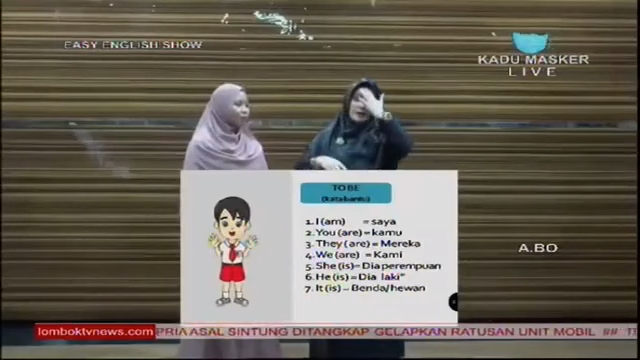 EASY ENGLISH SHOW
KADU MASKER
LIVE
TO BE
(kata bantu)
1. I (am) = saya
2. You (are) = kamu
3. They (are) = Mereka
4. We (are) = Kami
5. She (is)= Dia perempuan
6. He (is) = Dia laki"
7. It (is) = Benda/hewan
A.BO
lomboktvnews.com
PRIA ASAL SINTUNG DITANGKAP GELAPKAN RATUSAN UNIT MOBIL ## T